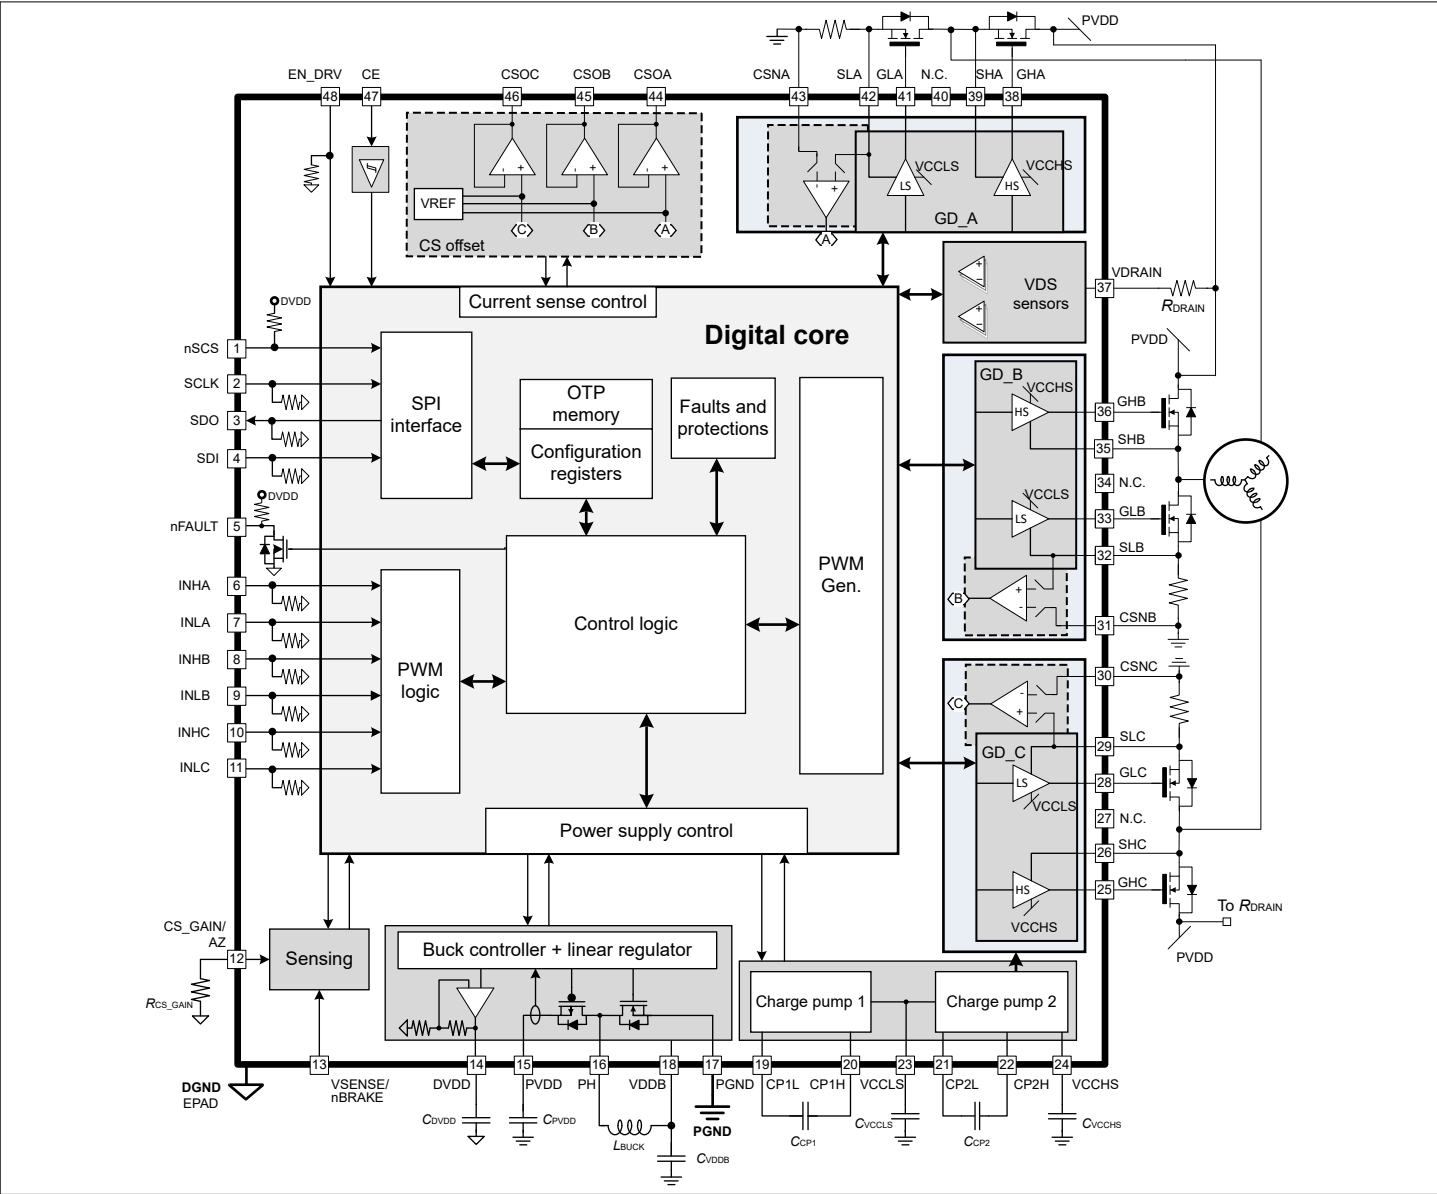 PVDD
EN_DRV CE CSOC CSOB CSOA CSNA SLA GLA N.C. SHA GHA
48 47 46 45 44 43 42 41 40 39 38
VCCLS VCCHS
LS HS
VREF
GD_A
<C> <B> <A> <A>
CS offset
VDS
sensors
VDRAIN
37
RDRAIN
DVDD
Current sense control
Digital core
PVDD
nSCS 1
SCLK 2
SDO 3
SDI 4
SPI
interface
OTP
memory
Configuration
registers
Faults and
protections
PWM
Gen.
GD_B
VCCHS
HS
36 GHB
35 SHB
34 N.C.
VCCLS
LS
33 GLB
32 SLB
<B>
31 CSNB
DVDD
nFAULT 5
INHA 6
INLA 7
INHB 8
INLB 9
INHC 10
INLC 11
PWM
logic
Control logic
30 CSNC
<C>
29 SLC
GD_C
LS
28 GLC
VCCLS
27 N.C.
26 SHC
HS
25 GHC
VCCHS
To RDRAIN
PVDD
Power supply control
CS_GAIN/
AZ
12
Sensing
RCS_GAIN
Buck controller + linear regulator
Charge pump 1
Charge pump 2
13 14 15 16 18 17 19 20 23 21 22 24
DGND
EPAD
VSENSE/
nBRAKE
DVDD PVDD PH VDDB PGND CP1L CP1H VCCLS CP2L CP2H VCCHS
CDVDD
CPVDD
LBUCK
CVDDB
PGND
CCP1
CVCCLS
CCP2
CVCCHS